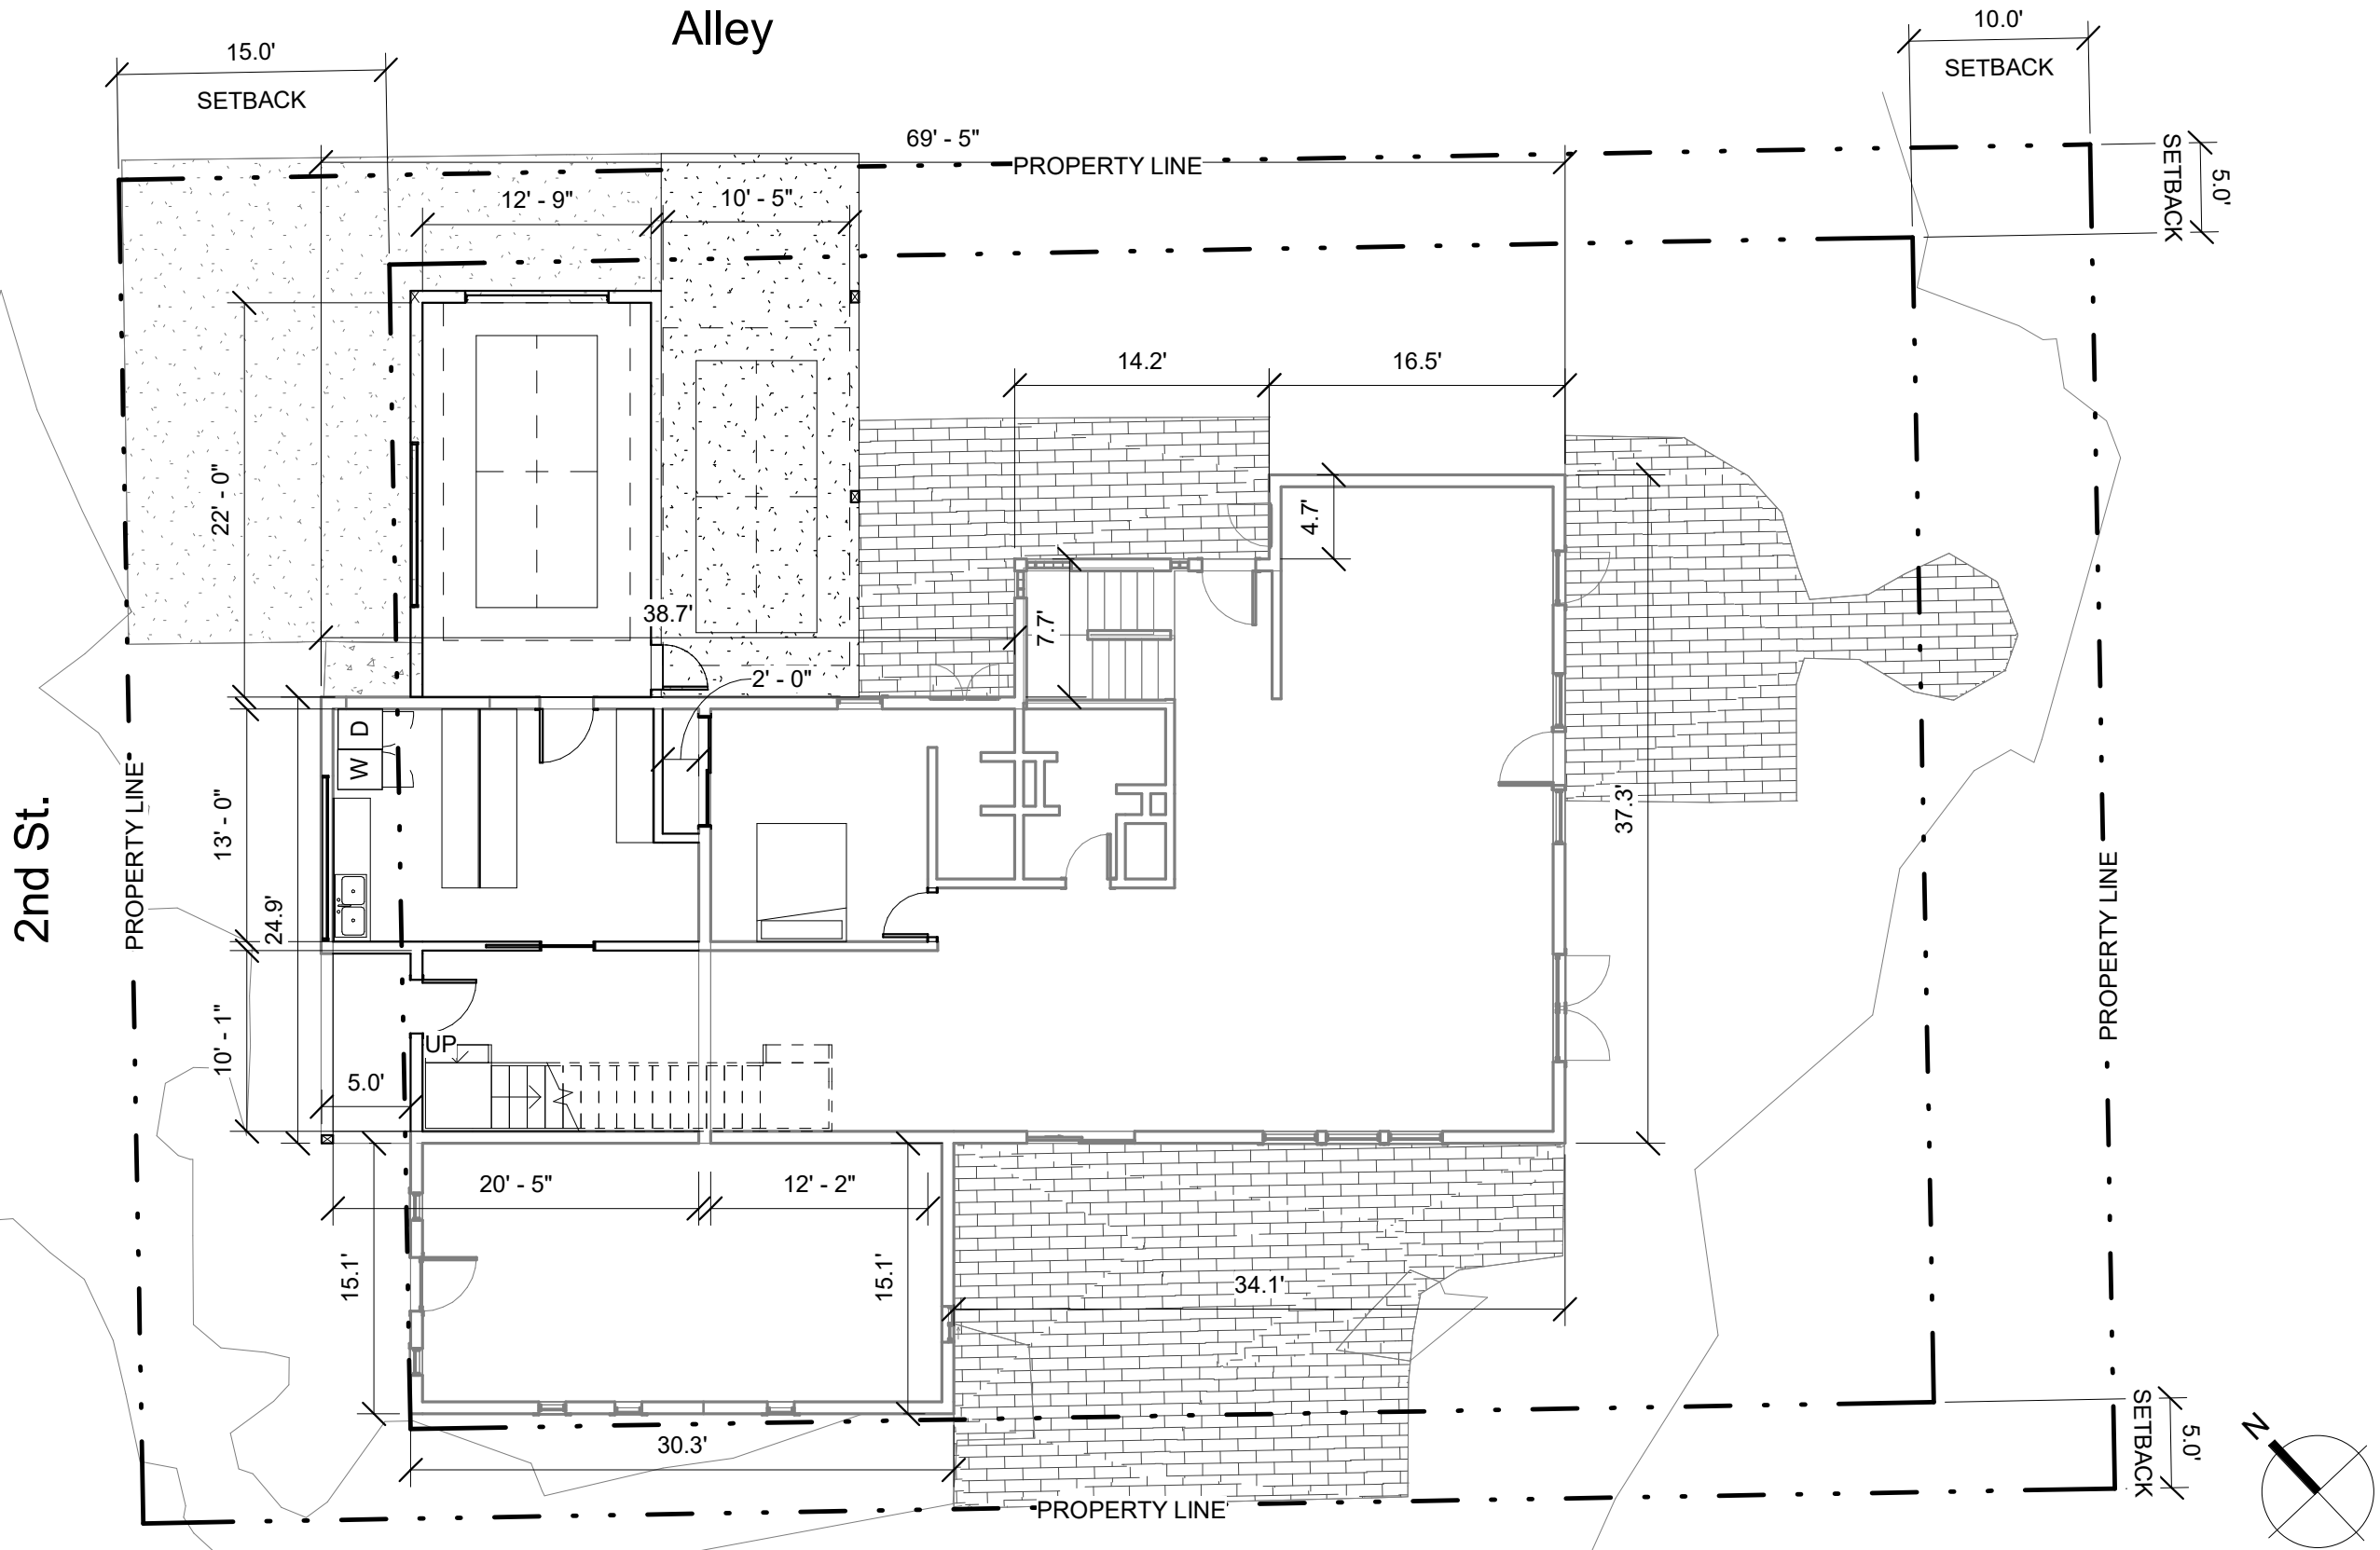 Alley
15.0'
SETBACK
10.0'
SETBACK
69' - 5"
PROPERTY LINE
SETBACK
5.0'
12' - 9"
10' - 5"
14.2'
16.5'
22' - 0"
4.7'
38.7'
7.7'
2' - 0"
D
W
2nd St.
PROPERTY LINE
13' - 0"
24.9'
37.3'
PROPERTY LINE
10' - 1"
UP
5.0'
20' - 5"
12' - 2"
15.1'
15.1'
34.1'
30.3'
PROPERTY LINE
SETBACK
5.0'
N